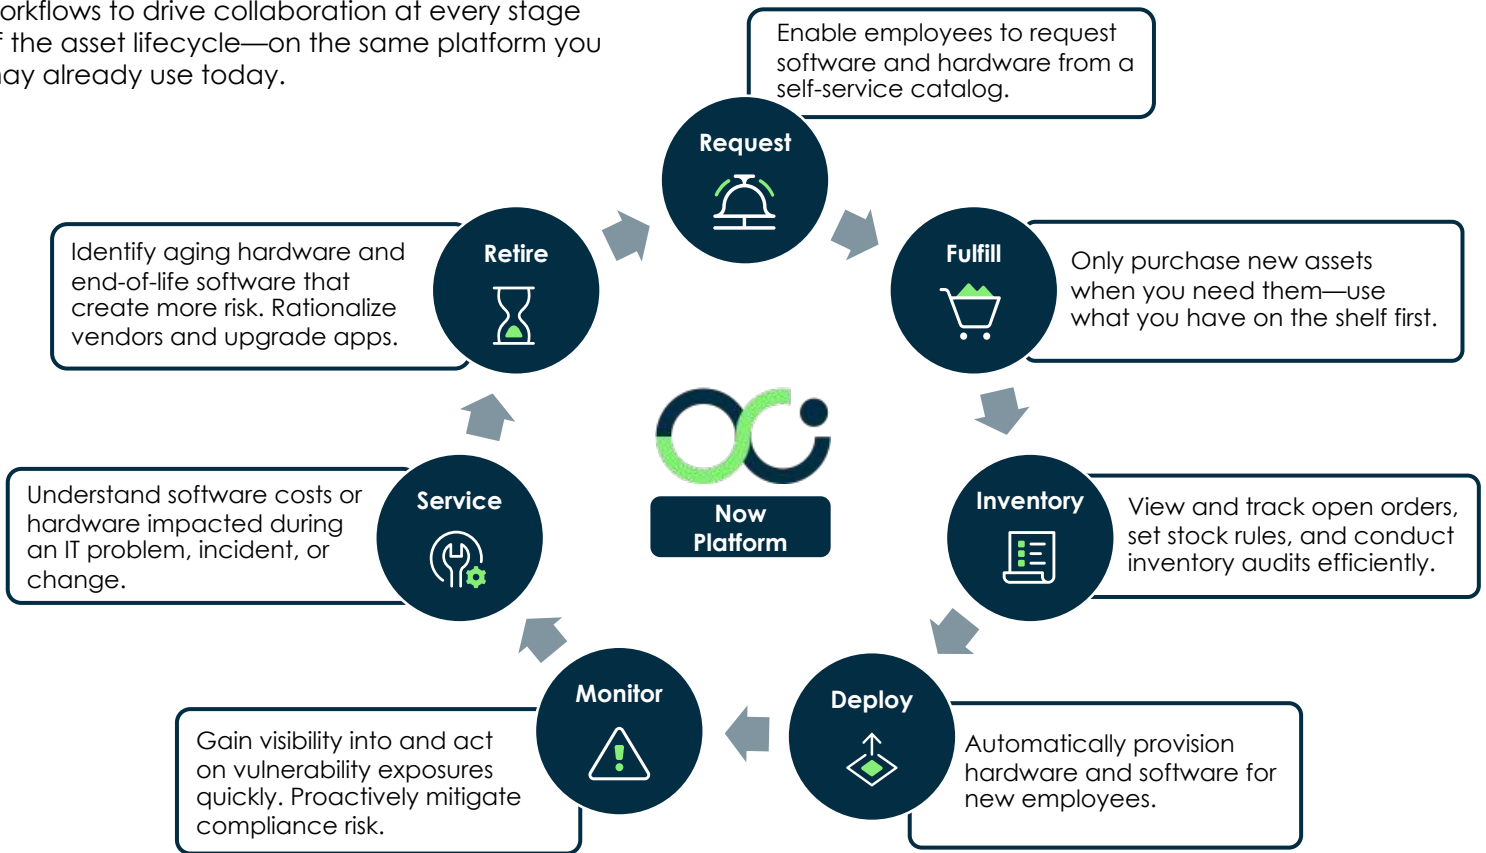 orkflows to drive collaboration at every stage
f the asset lifecycle—on the same platform you
ay already use today.
Enable employees to request
software and hardware from a
self-service catalog.
Request
Retire
Identify aging hardware and
end-of-life software that
create more risk. Rationalize
vendors and upgrade apps.
Fulfill
Only purchase new assets
when you need them—use
what you have on the shelf first.
Service
Understand software costs or
hardware impacted during
an IT problem, incident, or
change.
Now
Platform
Inventory
View and track open orders,
set stock rules, and conduct
inventory audits efficiently.
Monitor
Gain visibility into and act
on vulnerability exposures
quickly. Proactively mitigate
compliance risk.
Deploy
Automatically provision
hardware and software for
new employees.